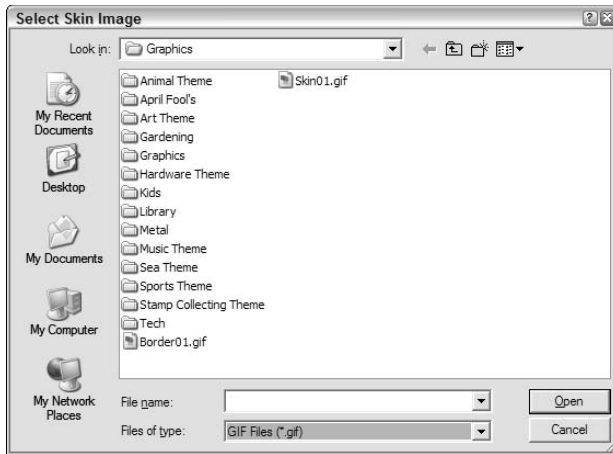 Select Skin Image
Look in:
Graphics
My Recent
Documents
Desktop
My Documents
My Computer
My Network
Places
Animal Theme
April Fool's
Art Theme
Gardening
Graphics
Hardware Theme
Kids
Library
Metal
Music Theme
Sea Theme
Sports Theme
Stamp Collecting Theme
Tech
Border01.gif
Skin01.gif
File name:
Open
Files of type:
GIF Files (*.gif)
Cancel